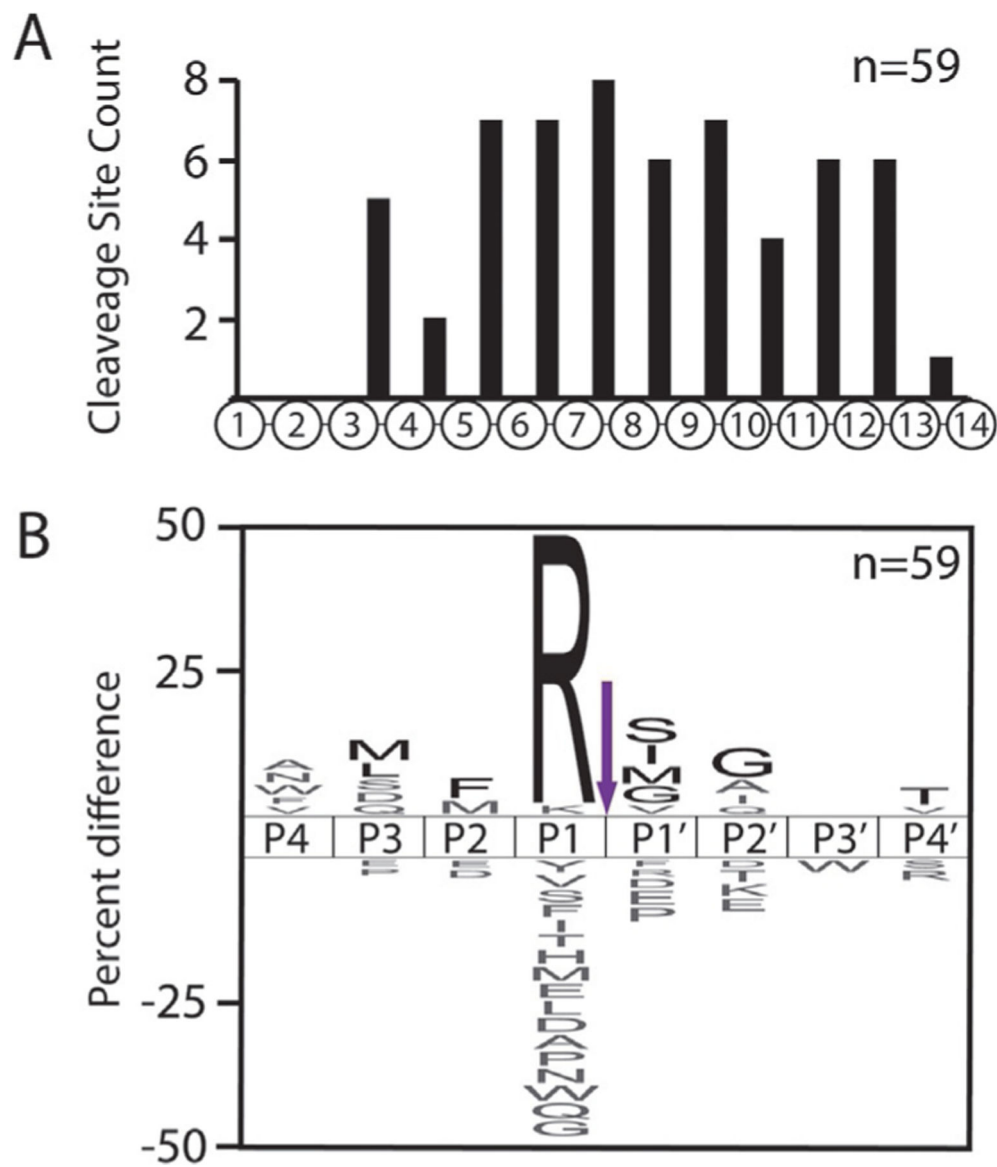 A
n=59
Cleaveage Site Count
8
6
4
2
1 2 3 4 5 6 7 8 9 10 11 12 13 14
B
50
n=59
25
Percent difference
R
A M S
N L I G
W S F M A T
F D M G I
V Q K V Q V
P4 P3 P2 P1 P1′ P2′ P3′ P4′
Y W S
V R
S
F
T
I
H
M
E
L
D
A
P
N
W
Q
G
-25
-50